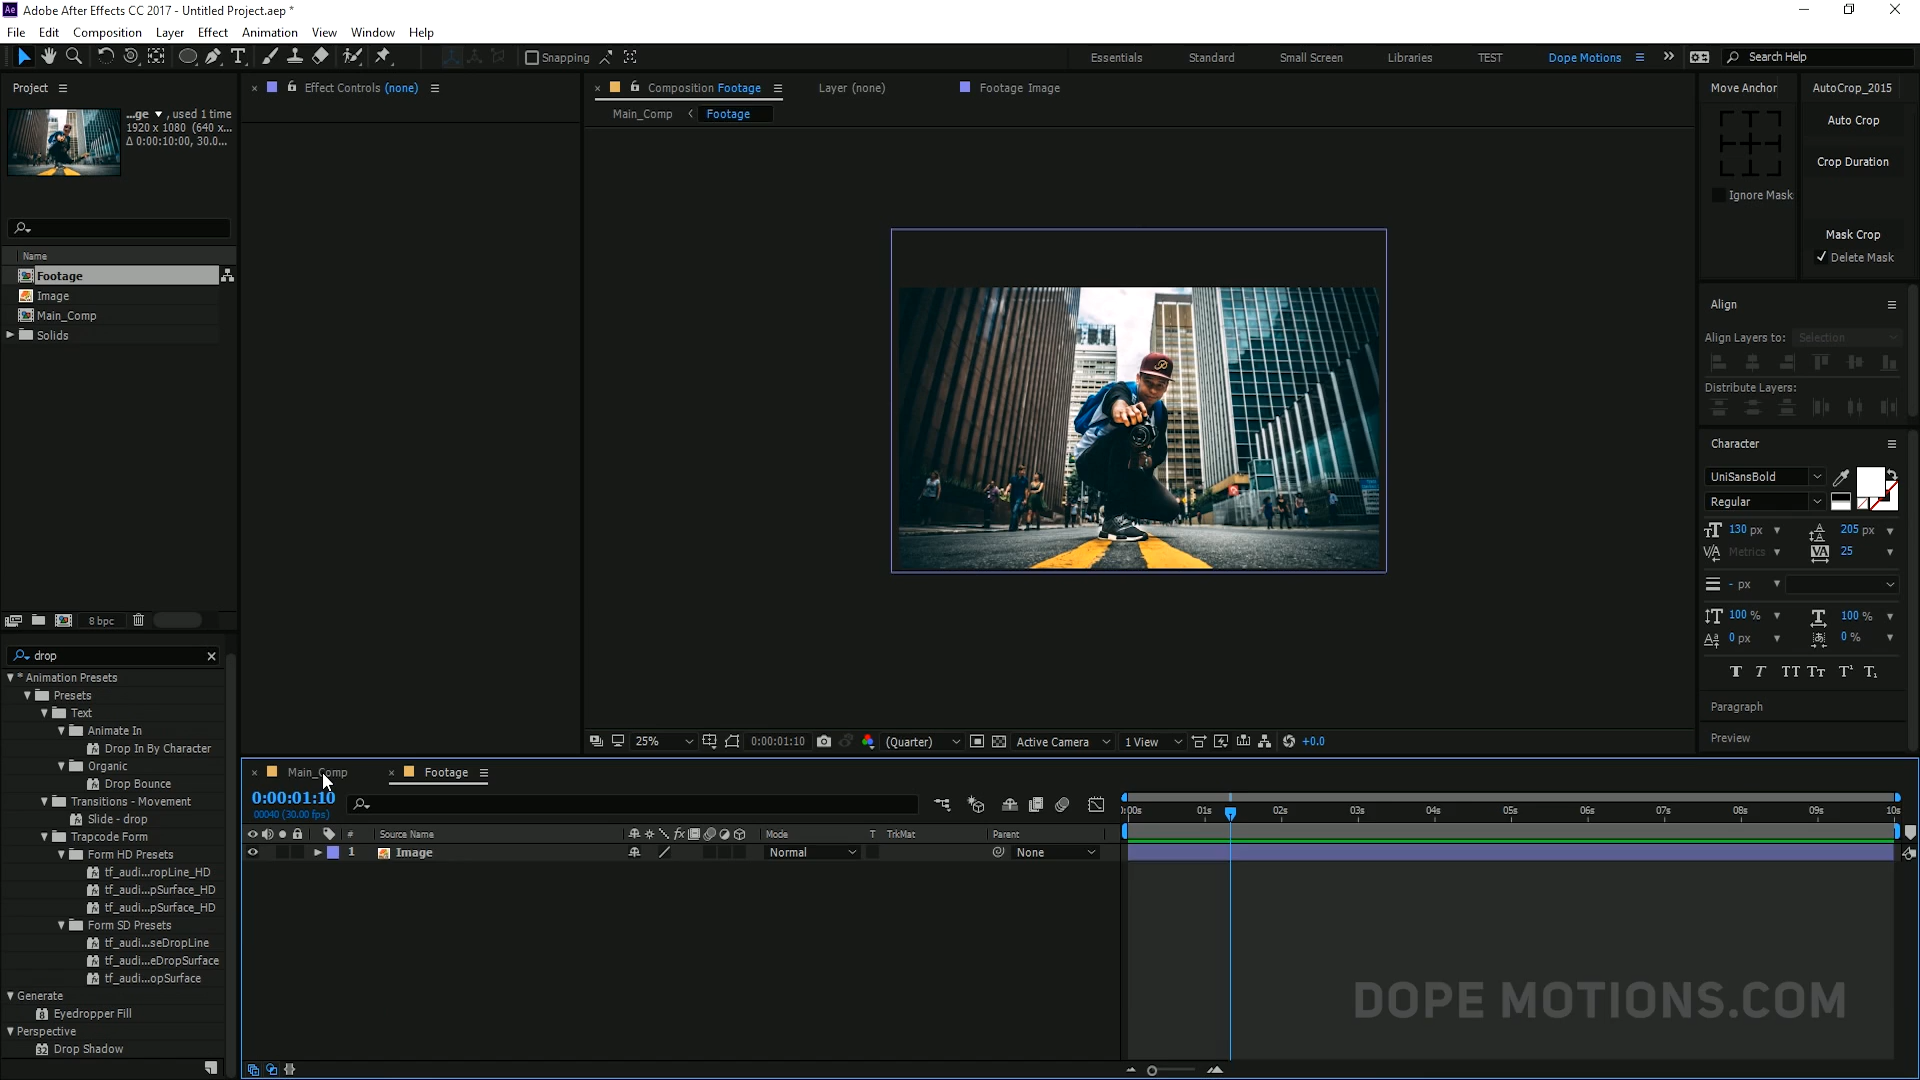 Adobe After Effects CC 2017 - Untitled Project.aep *
File Edit Composition Layer Effect Animation View Window Help
Snapping Essentials Standard Small Screen Libraries TEST Dope Motions Search Help
Project Effect Controls (none) Composition Footage Layer (none) Footage Image Move Anchor AutoCrop_2015
...ge ▼ , used 1 time
1920 x 1080 (640 x...
Δ 0:00:10:00, 30.0...
Main_Comp Footage
Auto Crop
Crop Duration
Ignore Mask
Mask Crop
Delete Mask
Name
Footage
Image
Main_Comp
Solids
Align
Align Layers to: Selection
Distribute Layers:
Character
UniSansBold
Regular
130 px 205 px
Metrics 25
- px
100 % 100 %
0 px 0 %
Paragraph
Preview
8 bpc
drop
* Animation Presets
Presets
Text
Animate In
Drop In By Character
Organic
Drop Bounce
Transitions - Movement
Slide - drop
Trapcode Form
Form HD Presets
tf_audi...ropLine_HD
tf_audi...pSurface_HD
tf_audi...pSurface_HD
Form SD Presets
tf_audi...seDropLine
tf_audi...eDropSurface
tf_audi...opSurface
Generate
Eyedropper Fill
Perspective
Drop Shadow
25% 0:00:01:10 (Quarter) Active Camera 1 View +0.0
Main_Comp Footage
0:00:01:10
00040 (30.00 fps)
# Source Name Mode T TrkMat Parent
1 Image Normal None
):00s 01s 02s 03s 04s 05s 06s 07s 08s 09s 10s
DOPE MOTIONS.COM